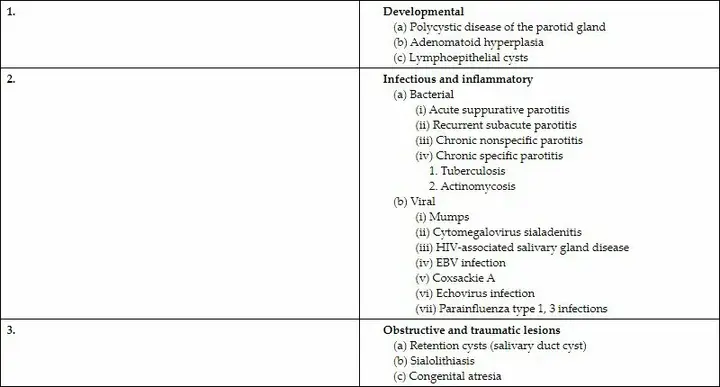 1. Developmental
(a) Polycystic disease of the parotid gland
(b) Adenomatoid hyperplasia
(c) Lymphoepithelial cysts
2. Infectious and inflammatory
(a) Bacterial
(i) Acute suppurative parotitis
(ii) Recurrent subacute parotitis
(iii) Chronic nonspecific parotitis
(iv) Chronic specific parotitis
1. Tuberculosis
2. Actinomycosis
(b) Viral
(i) Mumps
(ii) Cytomegalovirus sialadenitis
(iii) HIV-associated salivary gland disease
(iv) EBV infection
(v) Coxsackie A
(vi) Echovirus infection
(vii) Parainfluenza type 1, 3 infections
3. Obstructive and traumatic lesions
(a) Retention cysts (salivary duct cyst)
(b) Sialolithiasis
(c) Congenital atresia